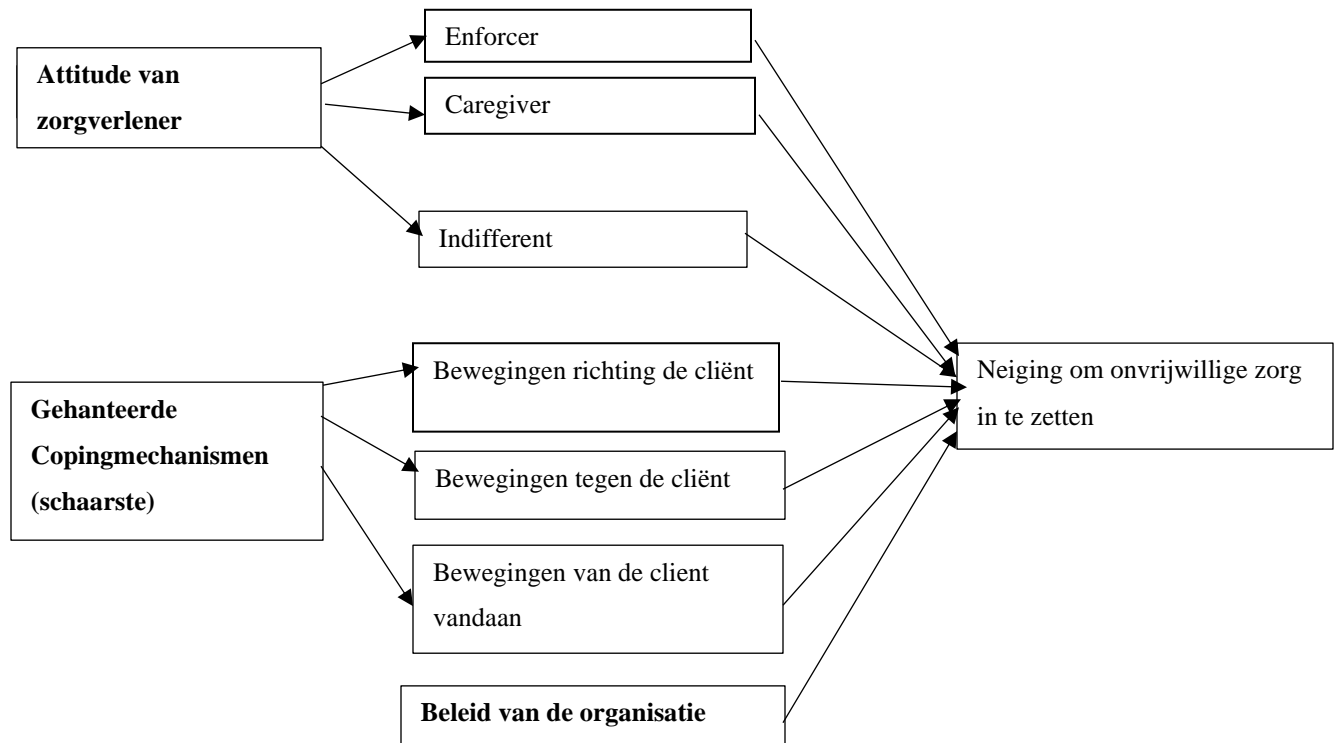 Attitude van
zorgverlener
Enforcer
Caregiver
Indifferent
Gehanteerde
Copingmechanismen
(schaarste)
Bewegingen richting de cliënt
Bewegingen tegen de cliënt
Bewegingen van de client
vandaan
Beleid van de organisatie
Neiging om onvrijwillige zorg
in te zetten